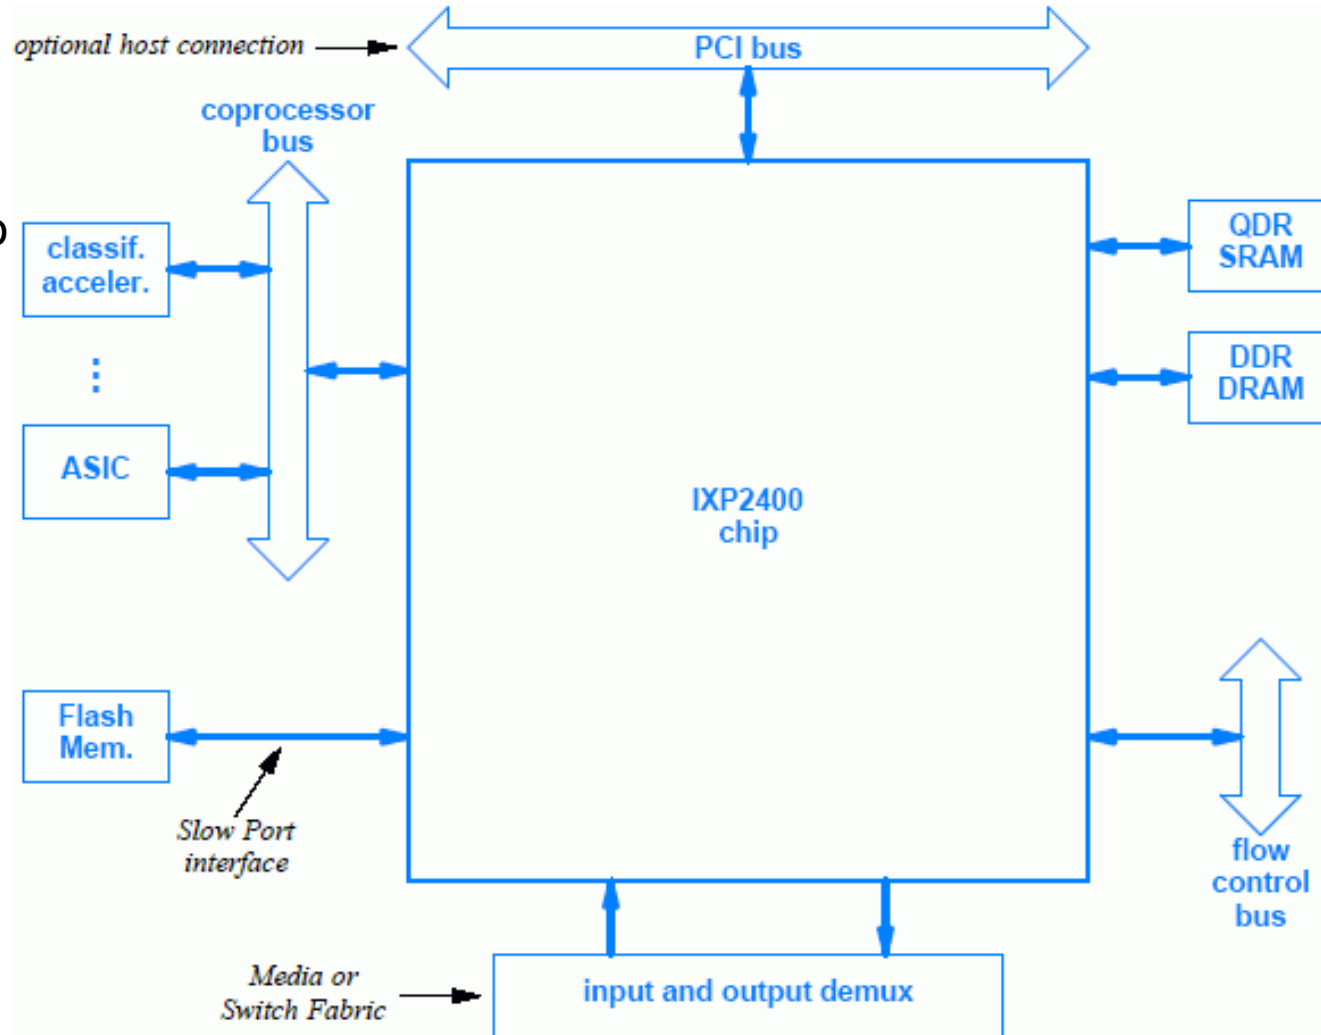 optional host connection
PCI bus
coprocessor
bus
classif.
acceler.
QDR
SRAM
DDR
DRAM
ASIC
IXP2400
chip
Flash
Mem.
Slow Port
interface
flow
control
bus
Media or
Switch Fabric
input and output demux